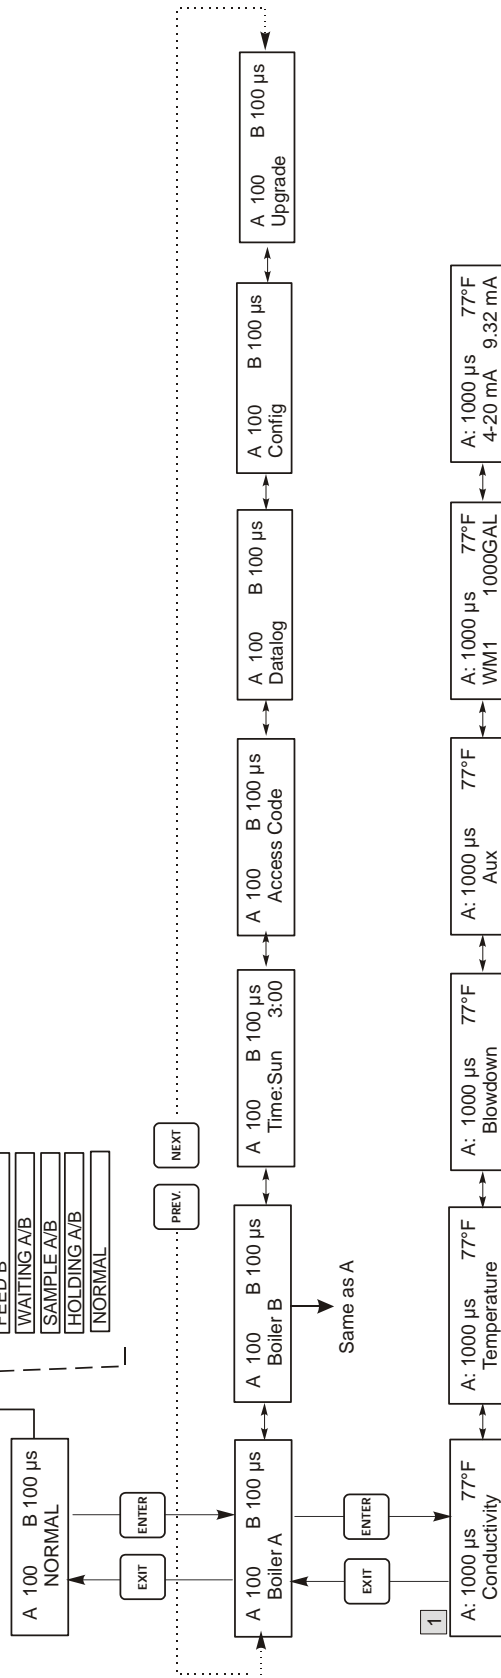 FEED B
WAITING A/B
SAMPLE A/B
HOLDING A/B
NORMAL
A 100 B 100 µs
NORMAL
EXIT
ENTER
PREV.
NEXT
A 100 B 100 µs
Boiler A
A 100 B 100 µs
Boiler B
Same as A
A 100 B 100 µs
Time:Sun 3:00
A 100 B 100 µs
Access Code
A 100 B 100 µs
Datalog
A 100 B 100 µs
Config
A 100 B 100 µs
Upgrade
EXIT
ENTER
1
A: 1000 µs 77°F
Conductivity
A: 1000 µs 77°F
Temperature
A: 1000 µs 77°F
Blowdown
A: 1000 µs 77°F
Aux
A: 1000 µs 77°F
WM1 1000GAL
A: 1000 µs 77°F
4-20 mA 9.32 mA